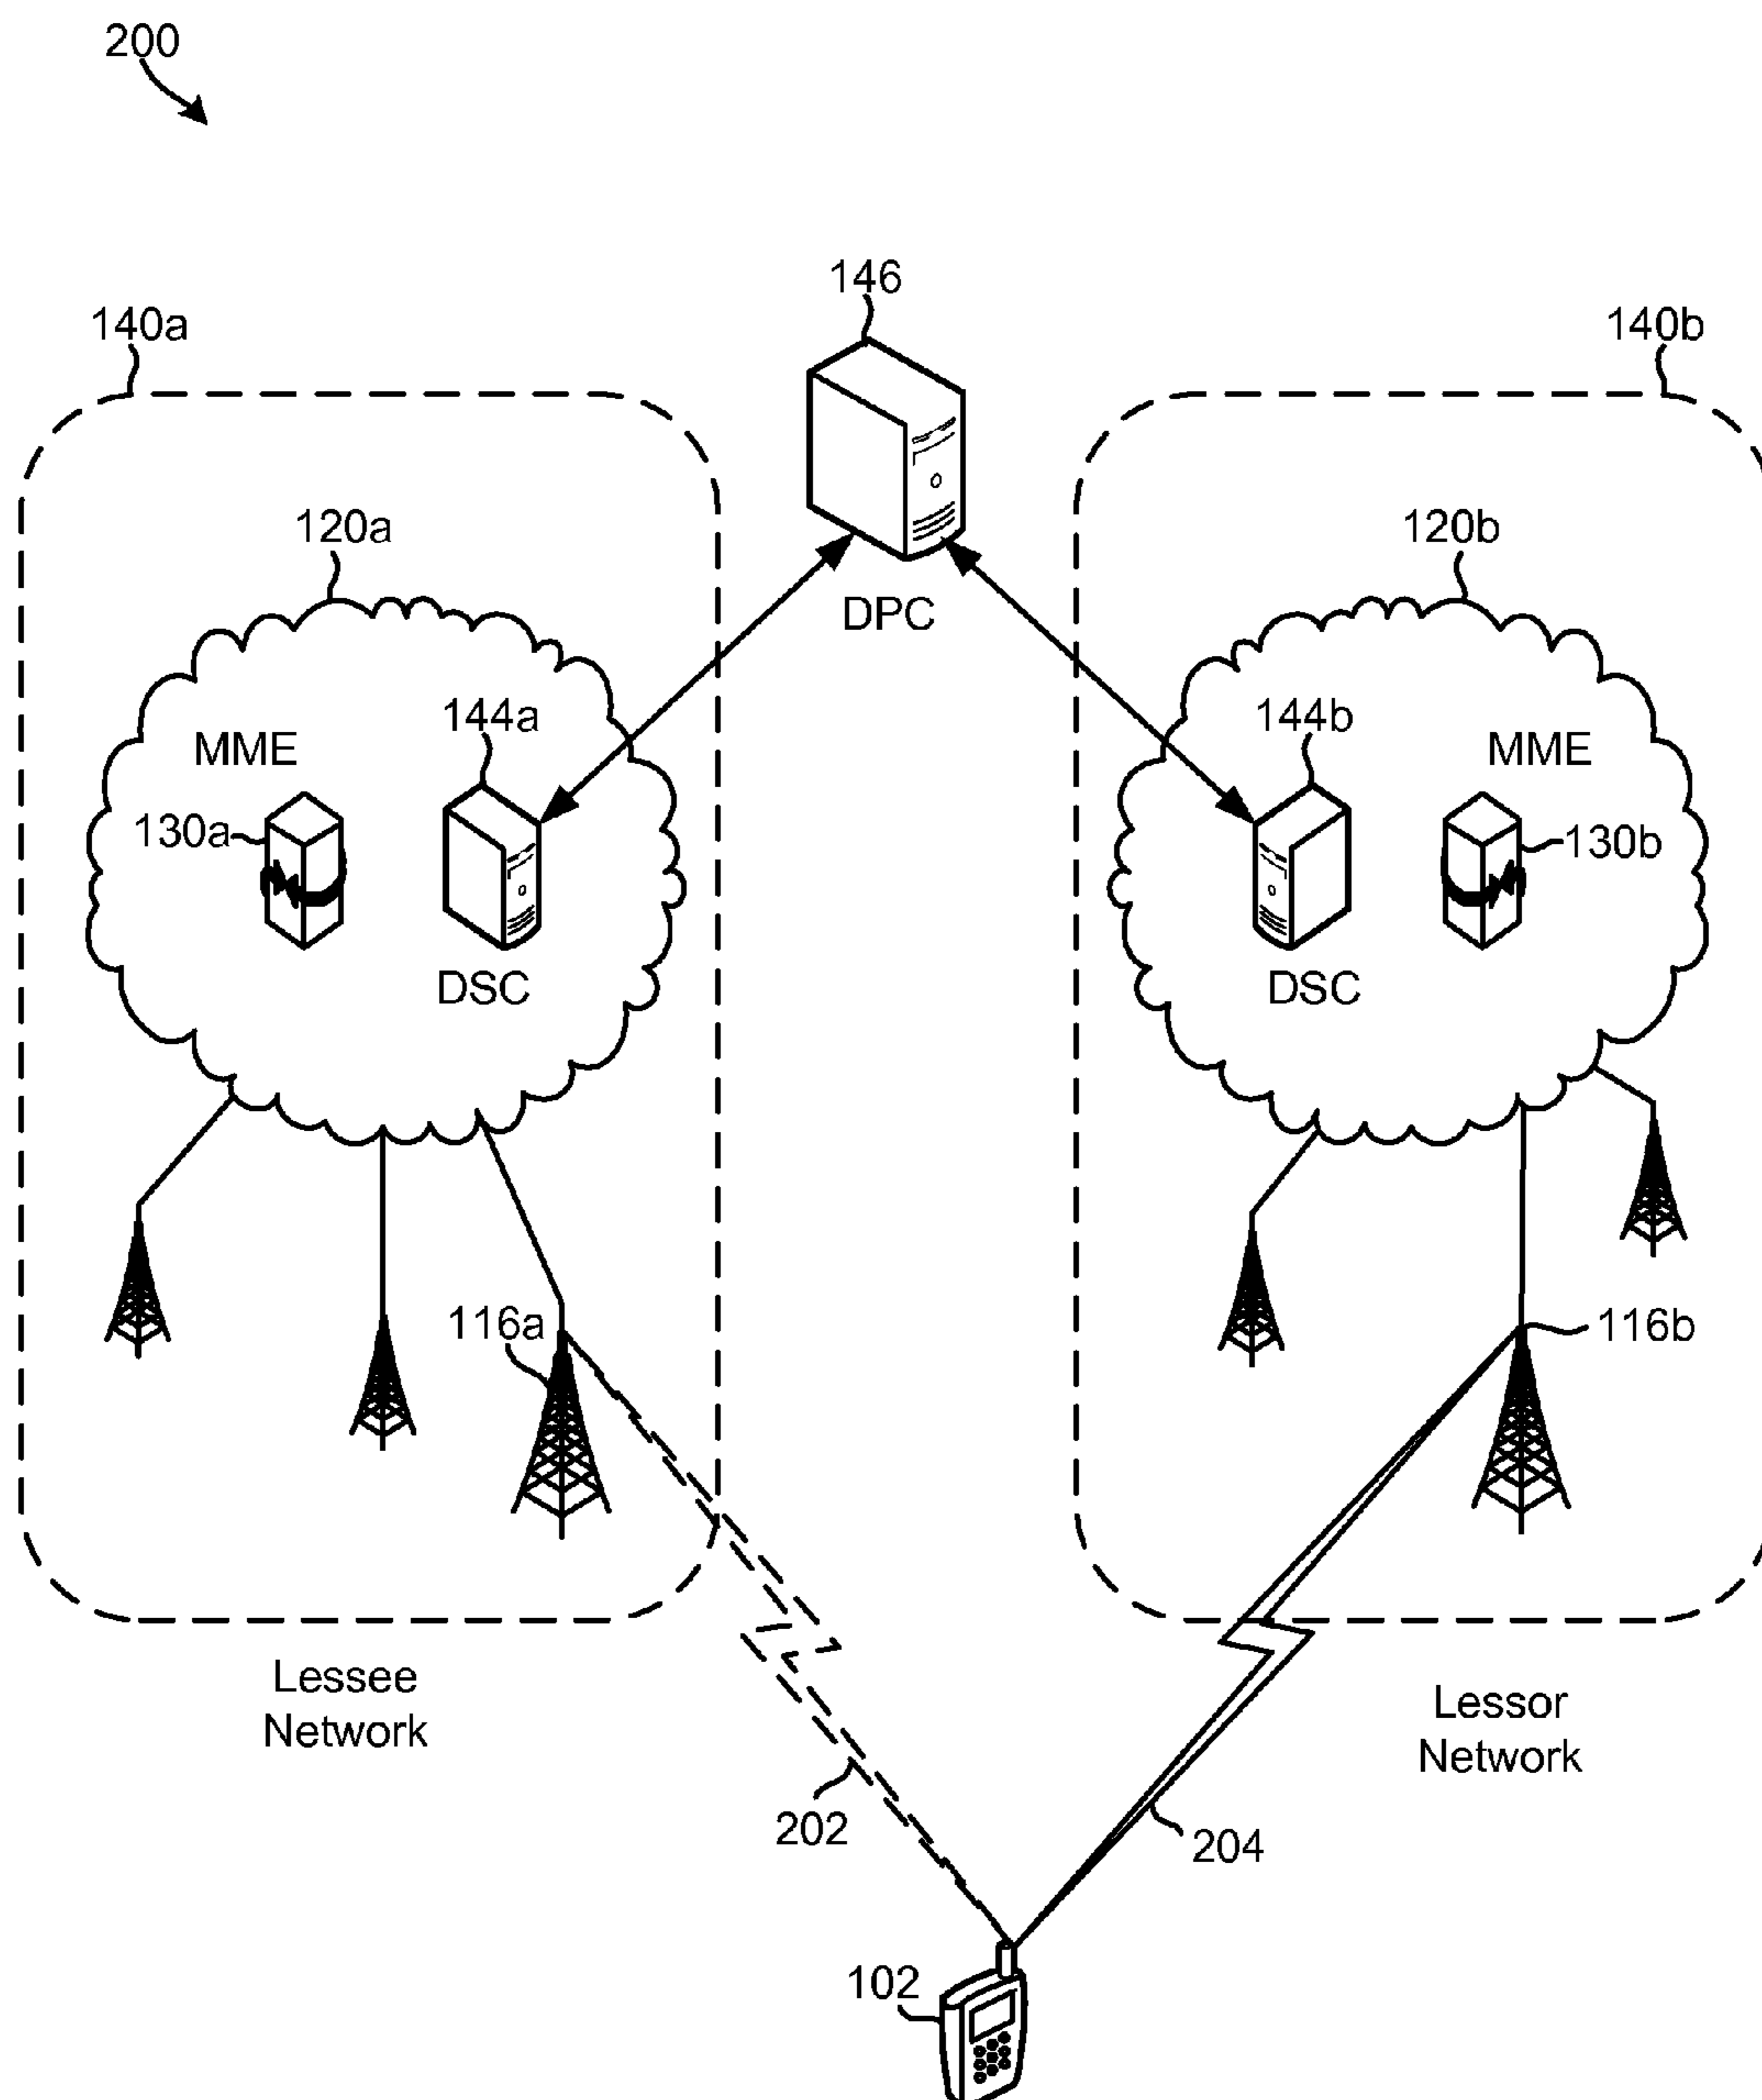 200
146
140a
140b
120a
120b
DPC
144a
144b
MME
MME
130a
130b
DSC
DSC
116a
116b
Lessee
Network
Lessor
Network
202
204
102